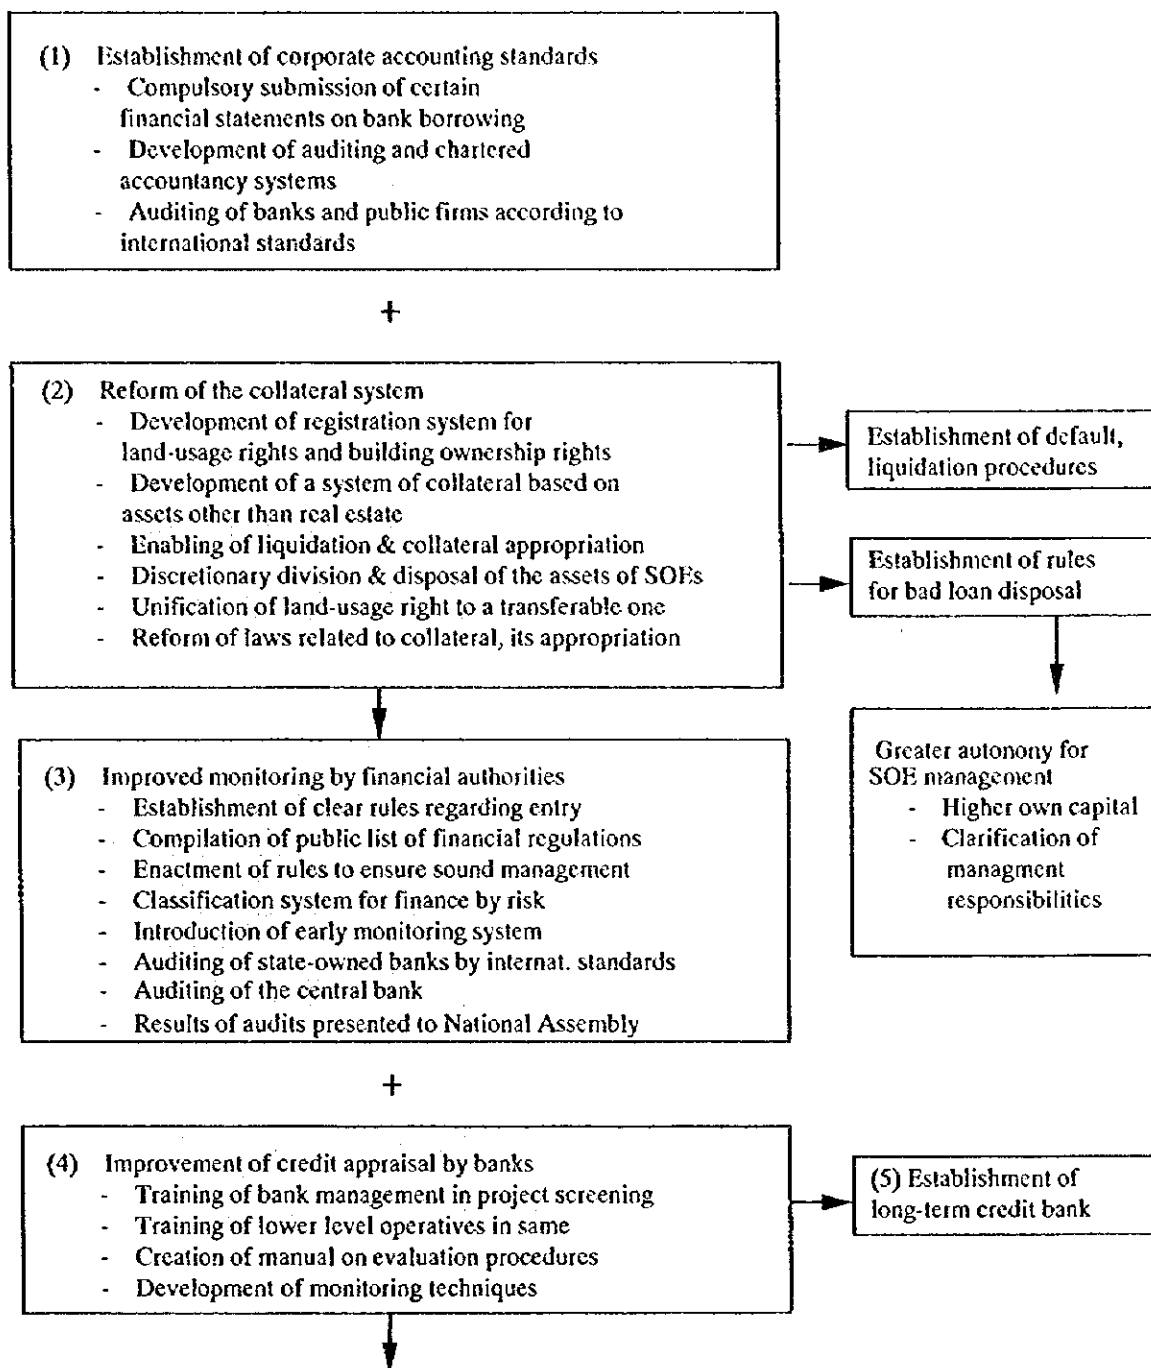 (1) Establishment of corporate accounting standards
- Compulsory submission of certain
financial statements on bank borrowing
- Development of auditing and chartered
accountancy systems
- Auditing of banks and public firms according to
international standards
+
(2) Reform of the collateral system
- Development of registration system for
land-usage rights and building ownership rights
- Development of a system of collateral based on
assets other than real estate
- Enabling of liquidation & collateral appropriation
- Discretionary division & disposal of the assets of SOEs
- Unification of land-usage right to a transferable one
- Reform of laws related to collateral, its appropriation
Establishment of default,
liquidation procedures
Establishment of rules
for bad loan disposal
Greater autonony for
SOE management
- Higher own capital
- Clarification of
managment
responsibilities
(3) Improved monitoring by financial authorities
- Establishment of clear rules regarding entry
- Compilation of public list of financial regulations
- Enactment of rules to ensure sound management
- Classification system for finance by risk
- Introduction of early monitoring system
- Auditing of state-owned banks by internat. standards
- Auditing of the central bank
- Results of audits presented to National Assembly
+
(4) Improvement of credit appraisal by banks
- Training of bank management in project screening
- Training of lower level operatives in same
- Creation of manual on evaluation procedures
- Development of monitoring techniques
(5) Establishment of
long-term credit bank